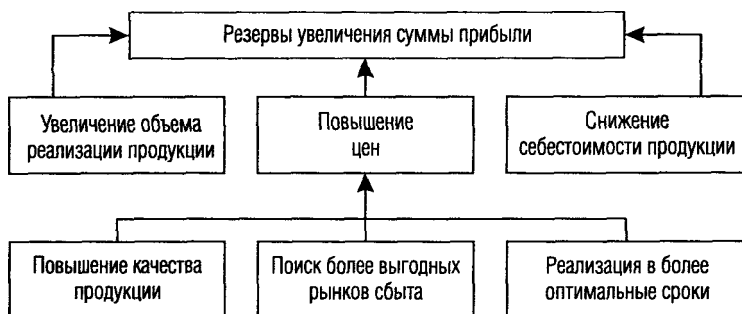 Резервы увеличения суммы прибыли
Увеличение объема
реализации продукции
Повышение
цен
Снижение
себестоимости продукции
Повышение качества
продукции
Поиск более выгодных
рынков сбыта
Реализация в более
оптимальные сроки